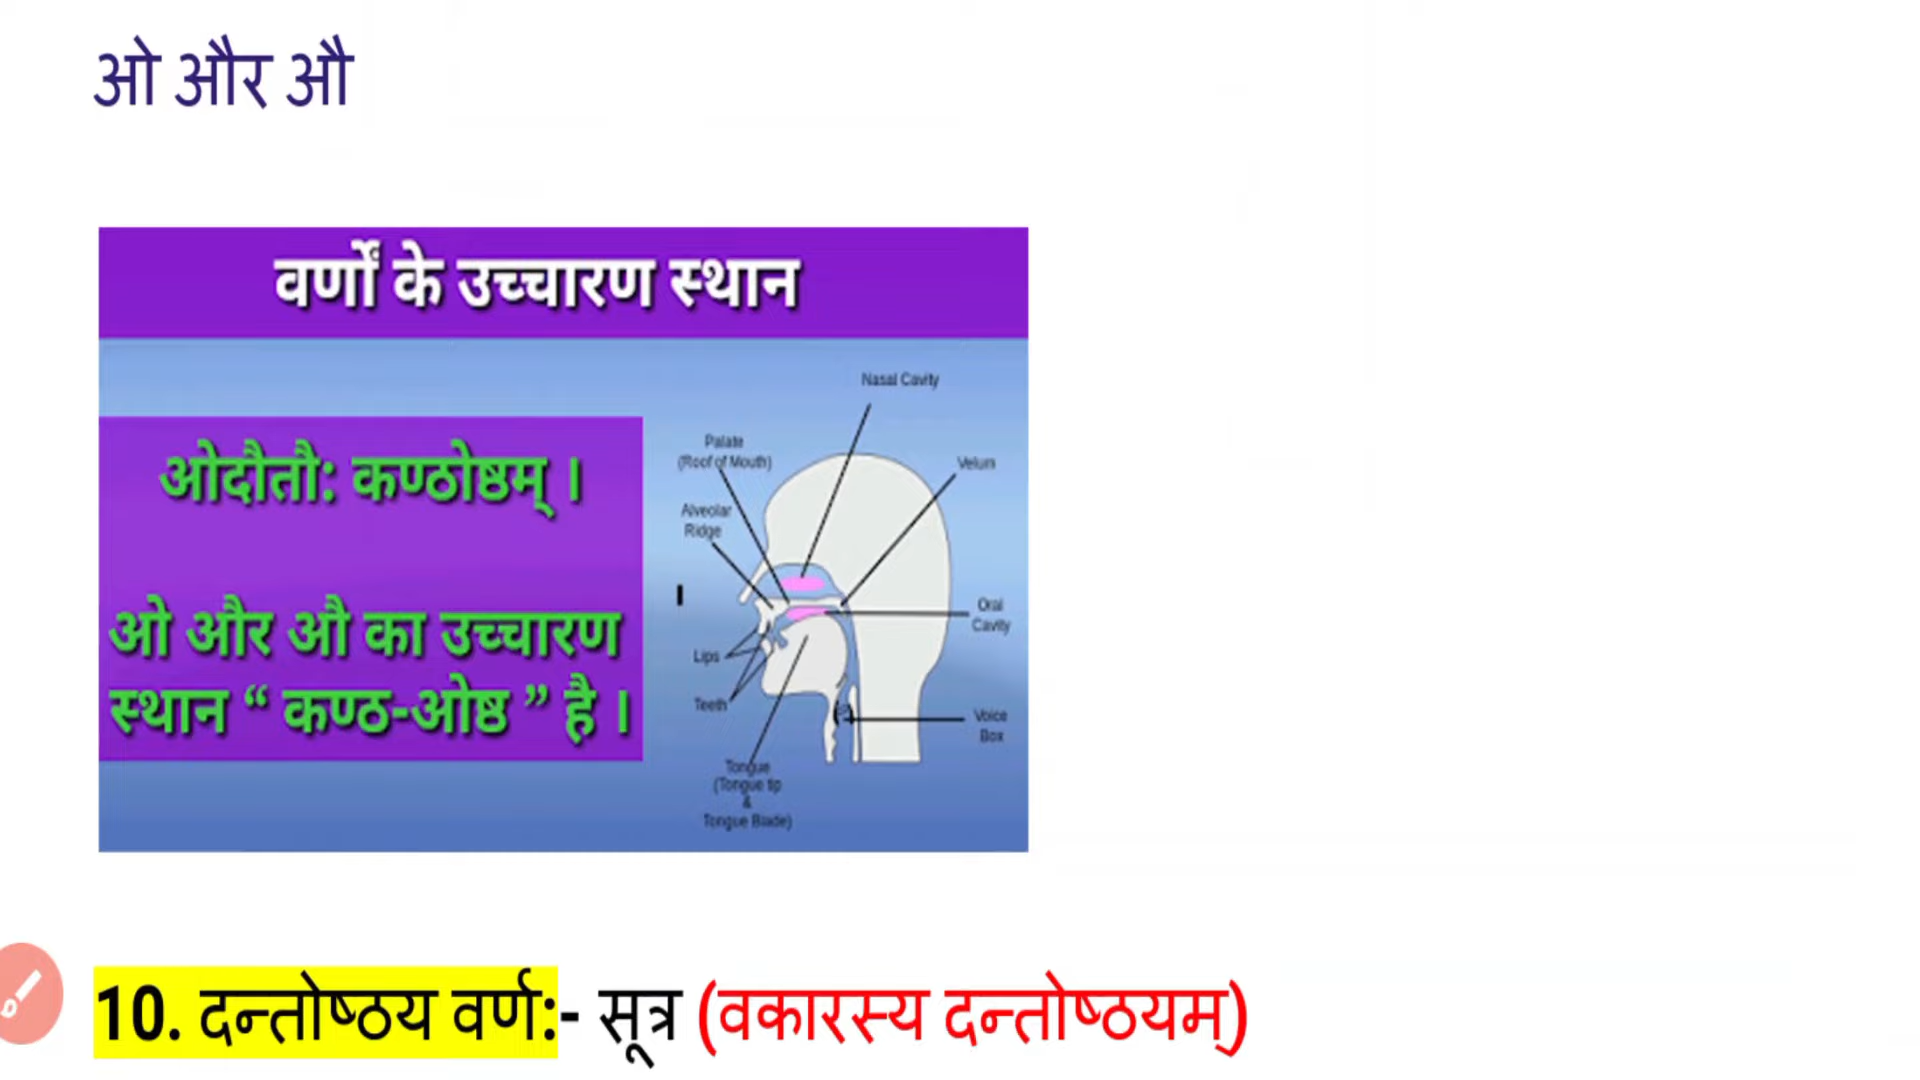 ओ और औ
वर्णों के उच्चारण स्थान
ओदौतौ: कण्ठोष्ठम् ।
ओ और औ का उच्चारण
स्थान “ कण्ठ-ओष्ठ ” है ।
Nasal Cavity
Palate
(Roof of Mouth)
Velum
Alveolar
Ridge
Oral
Cavity
Lips
Teeth
Voice
Box
Tongue
(Tongue tip
&
Tongue Blade)
10. दन्तोष्ठय वर्ण:- सूत्र (वकारस्य दन्तोष्ठयम्)